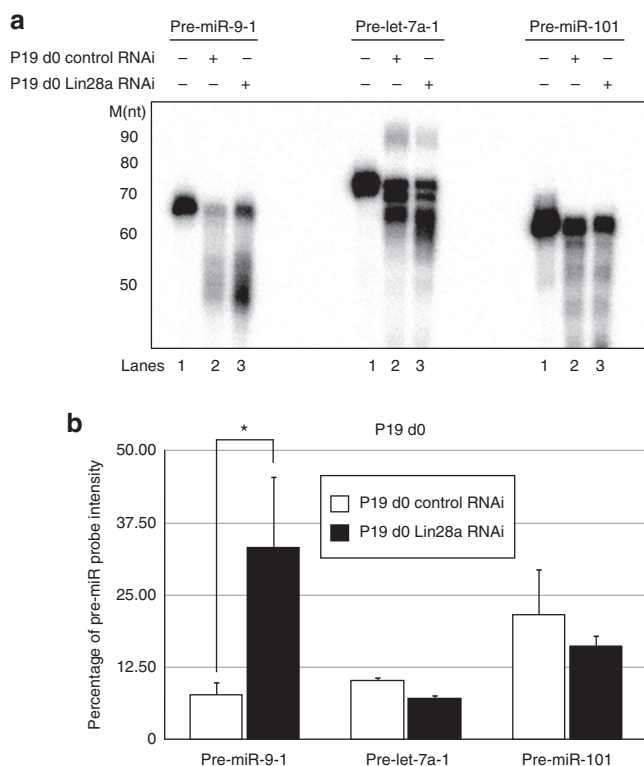 a
Pre-miR-9-1 Pre-let-7a-1 Pre-miR-101
P19 d0 control RNAi – + – – + – – + –
P19 d0 Lin28a RNAi – – + – – + – – +
M(nt)
90
80
70
60
50
Lanes 1 2 3 1 2 3 1 2 3
b
P19 d0
*
50.00
37.50
25.00
12.50
0
Percentage of pre-miR probe intensity
P19 d0 control RNAi
P19 d0 Lin28a RNAi
Pre-miR-9-1 Pre-let-7a-1 Pre-miR-101